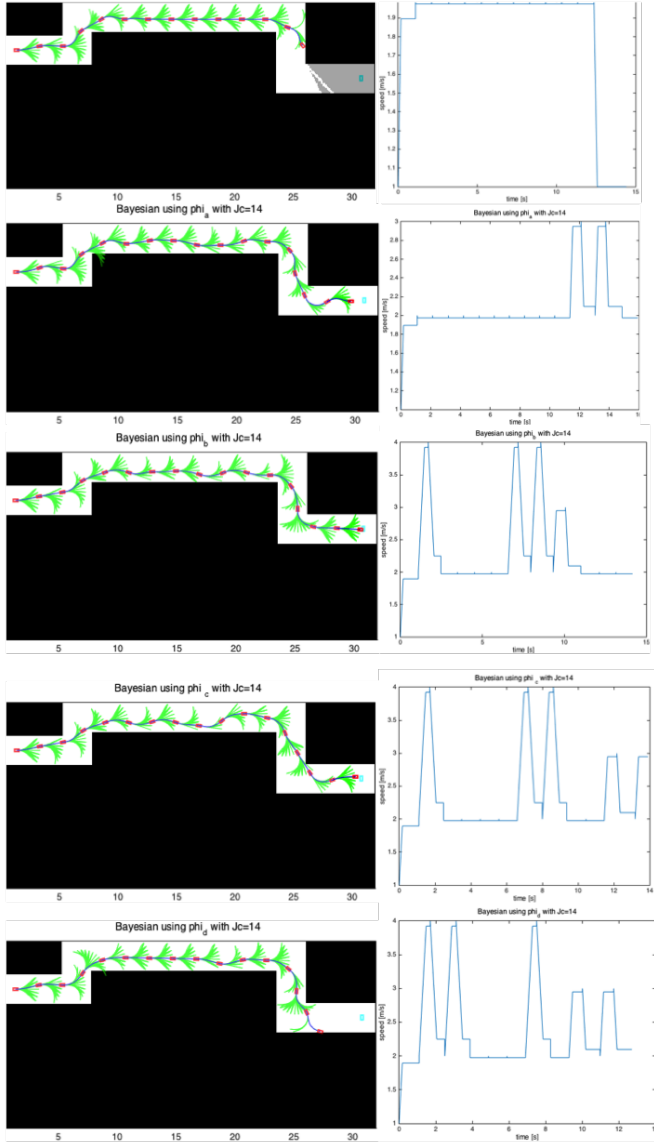 1.9
1.8
1.7
1.6
1.5
1.4
1.3
1.2
1.1
1
speed [m/s]
0 5 10 15
time [s]
5 10 15 20 25 30
Bayesian using phi_a with Jc=14
Bayesian using phi_a with Jc=14
3
2.8
2.6
2.4
2.2
2
1.8
1.6
1.4
1.2
1
speed [m/s]
0 2 4 6 8 10 12 14 16
time [s]
5 10 15 20 25 30
Bayesian using phi_b with Jc=14
Bayesian using phi_b with Jc=14
4
3.5
3
2.5
2
1.5
1
speed [m/s]
0 5 10 15
time [s]
5 10 15 20 25 30
Bayesian using phi_c with Jc=14
Bayesian using phi_c with Jc=14
4
3.5
3
2.5
2
1.5
1
speed [m/s]
0 2 4 6 8 10 12 14
time [s]
5 10 15 20 25 30
Bayesian using phi_d with Jc=14
Bayesian using phi_d with Jc=14
4
3.5
3
2.5
2
1.5
1
speed [m/s]
0 2 4 6 8 10 12 14
time [s]
5 10 15 20 25 30